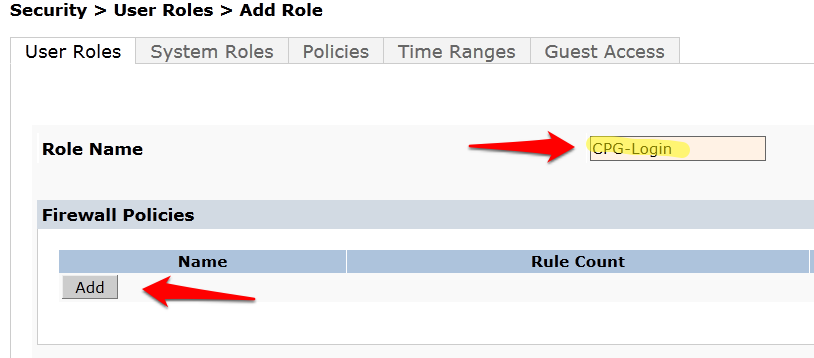 Security > User Roles > Add Role
User Roles System Roles Policies Time Ranges Guest Access
Role Name CPG-Login
Firewall Policies
Name Rule Count
Add